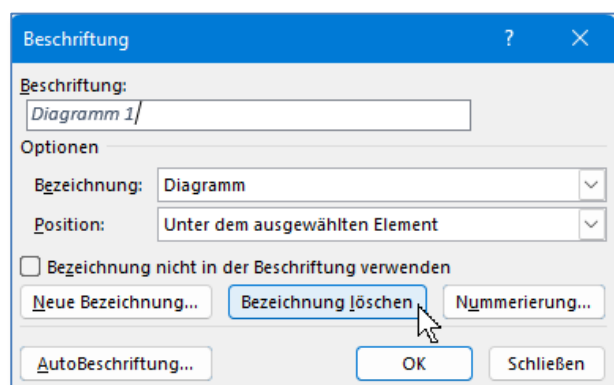 Beschriftung ?
Beschriftung:
Diagramm 1
Optionen
Bezeichnung: Diagramm
Position: Unter dem ausgewählten Element
Bezeichnung nicht in der Beschriftung verwenden
Neue Bezeichnung... Bezeichnung löschen Nummerierung...
AutoBeschriftung... OK Schließen